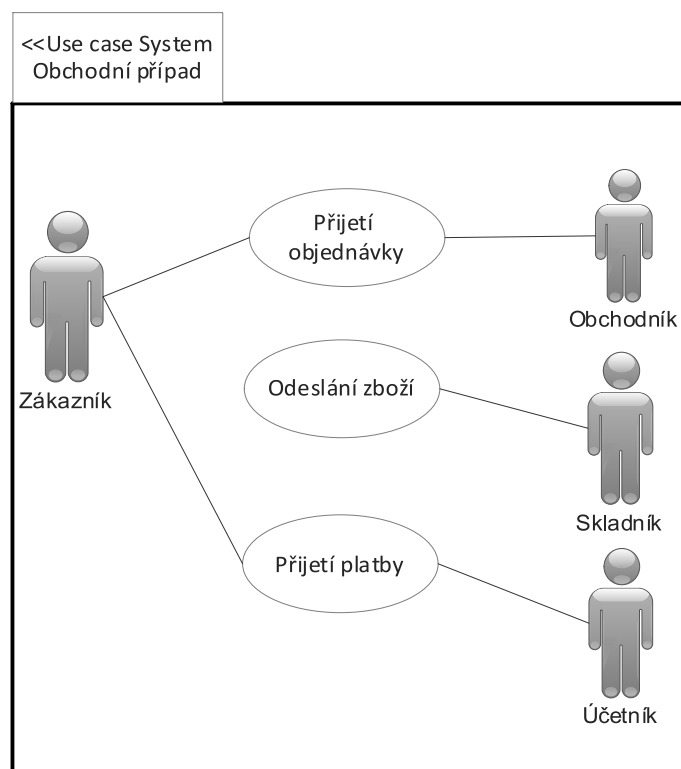 <<Use case System
Obchodní případ
Přijetí
objednávky
Obchodník
Zákazník
Odeslání zboží
Skladník
Přijetí platby
Účetník